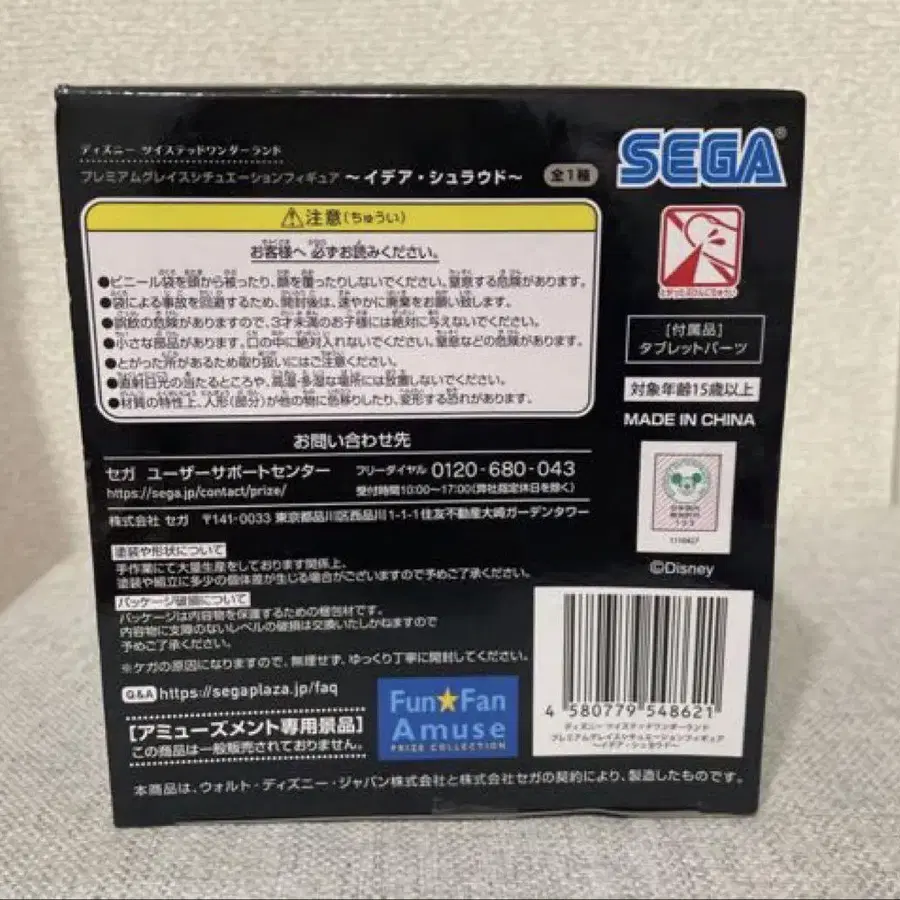 ディズニー ツイステッドワンダーランド
プレミアムグレイスシチュエーションフィギュア ～イデア・シュラウド～ 全1種
SEGA®
⚠注意(ちゅうい)
お客様へ 必ずお読みください。
●ビニール袋を頭から被ったり、顔を覆ったりしないでください。窒息する危険があります。
●袋による事故を回避するため、開封後は、速やかに廃棄をお願い致します。
●誤飲の危険がありますので、3才未満のお子様には絶対に与えないでください。
●小さな部品があります。口の中に絶対入れないでください。窒息などの危険があります。
●とがった所があるため取り扱いにはご注意ください。
●直射日光の当たるところや、高温・多湿な場所には放置しないでください。
●材質の特性上、人形(部分)が他の物に色移りしたり、変形する恐れがあります。
[付属品]
タブレットパーツ
対象年齢15歳以上
MADE IN CHINA
お問い合わせ先
セガ ユーザーサポートセンター
https://sega.jp/contact/prize/
フリーダイヤル 0120-680-043
受付時間10:00～17:00(弊社指定休日を除く)
株式会社 セガ 〒141-0033 東京都品川区西品川1-1-1住友不動産大崎ガーデンタワー
©Disney
塗装や形状について
手作業にて大量生産をしております関係上、
塗装や組立に多少の個体差が生じる場合がございますので予めご了承ください。
パッケージ破損について
パッケージは内容物を保護するための梱包材です。
内容物に支障のないレベルの破損は交換いたしかねますので
予めご了承ください。
※ケガの原因になりますので、無理せず、ゆっくり丁寧に開封してください。
Q&A https://segaplaza.jp/faq
[アミューズメント専用景品]
この商品は一般販売されておりません。
Fun★Fan
Amuse
PRIZE COLLECTION
4 580779 548621
ディズニー ツイステッドワンダーランド
プレミアムグレイスシチュエーションフィギュア
～イデア・シュラウド～
本商品は、ウォルト・ディズニー・ジャパン株式会社と株式会社セガの契約により、製造したものです。